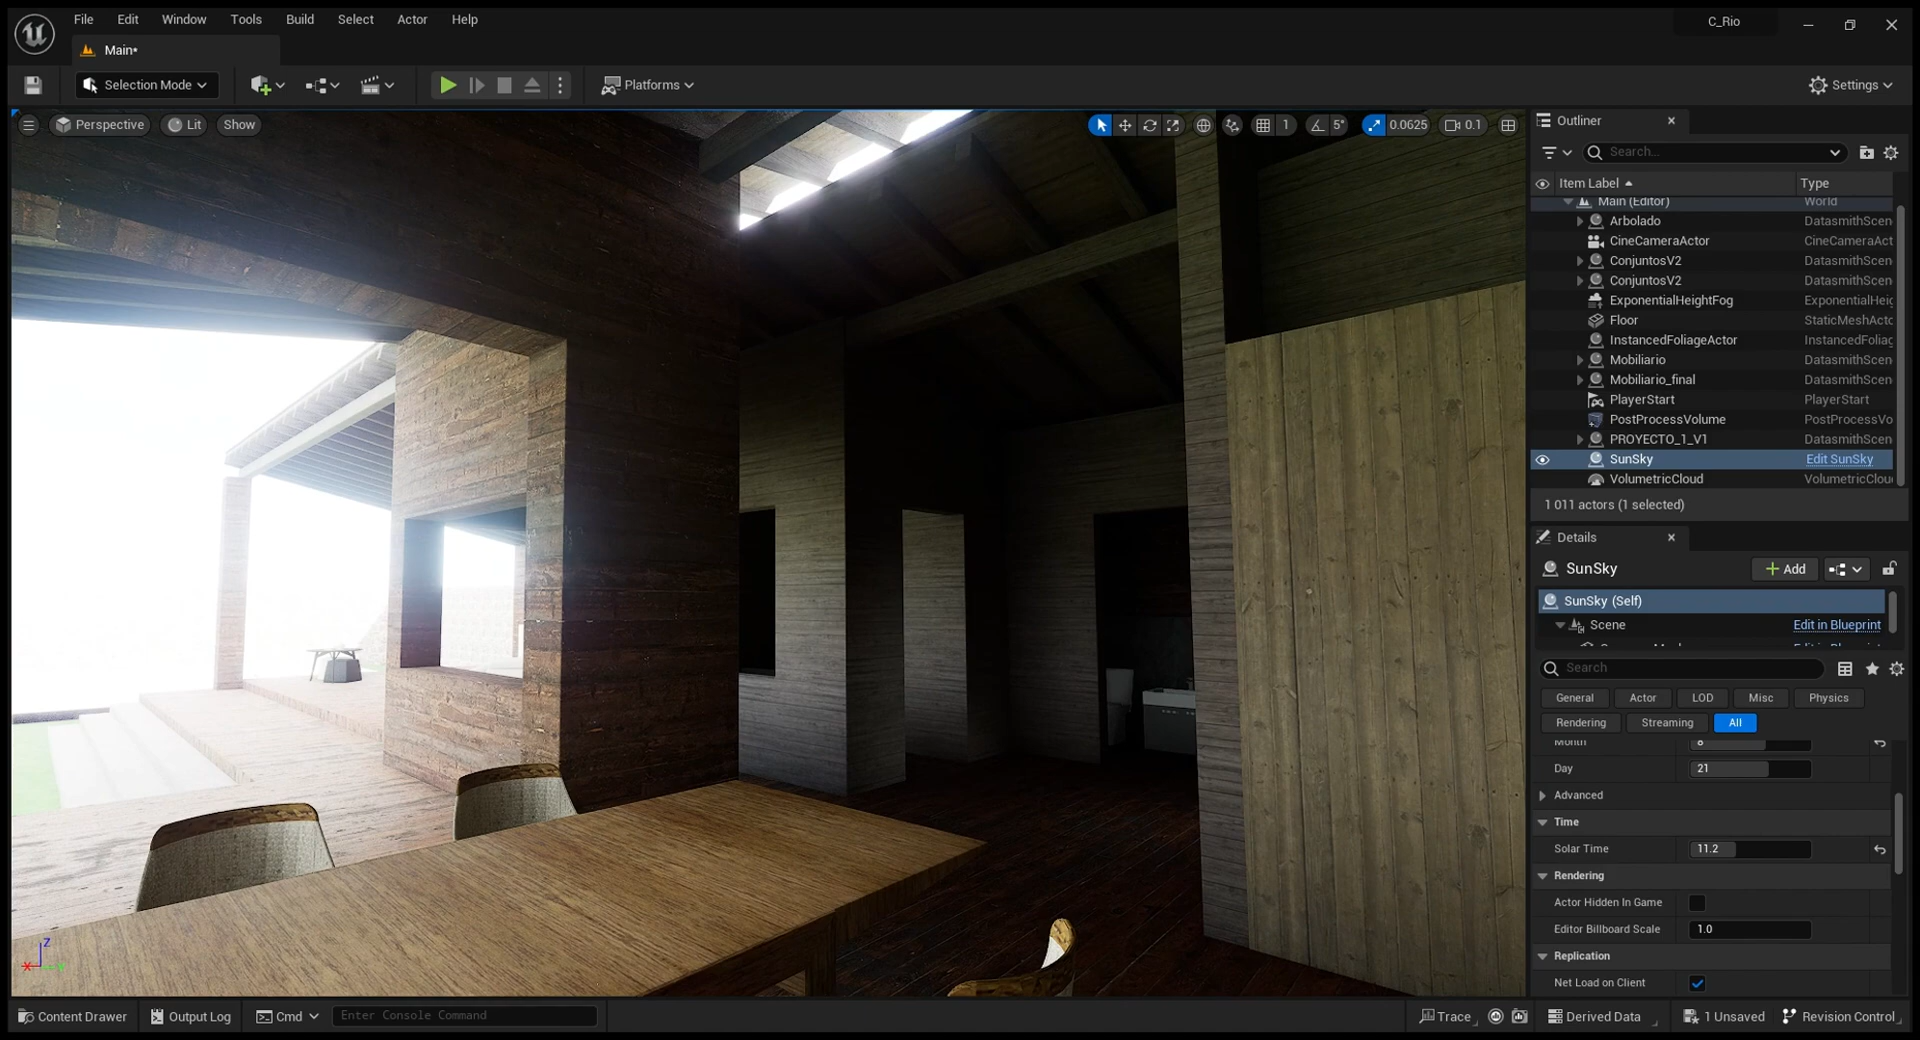 File Edit Window Tools Build Select Actor Help
C_Rio
Main•
Selection Mode
Platforms
Settings
Perspective
Lit
Show
1
5°
0.0625
0.1
Outliner
Search...
Item Label
Type
Main (Editor) World
Arbolado DatasmithScen
CineCameraActor CineCameraAct
ConjuntosV2 DatasmithScen
ConjuntosV2 DatasmithScen
ExponentialHeightFog ExponentialHeig
Floor StaticMeshActo
InstancedFoliageActor InstancedFoliag
Mobiliario DatasmithScen
Mobiliario_final DatasmithScen
PlayerStart PlayerStart
PostProcessVolume PostProcessVo
PROYECTO_1_V1 DatasmithScen
SunSky Edit SunSky
VolumetricCloud VolumetricClou
1 011 actors (1 selected)
Details
SunSky
Add
SunSky (Self)
Scene Edit in Blueprint
Search
General Actor LOD Misc Physics
Rendering Streaming All
Month 8
Day 21
Advanced
Time
Solar Time 11.2
Rendering
Actor Hidden In Game
Editor Billboard Scale 1.0
Replication
Net Load on Client
Z
X
Content Drawer
Output Log
Cmd
Enter Console Command
Trace
Derived Data
1 Unsaved
Revision Control